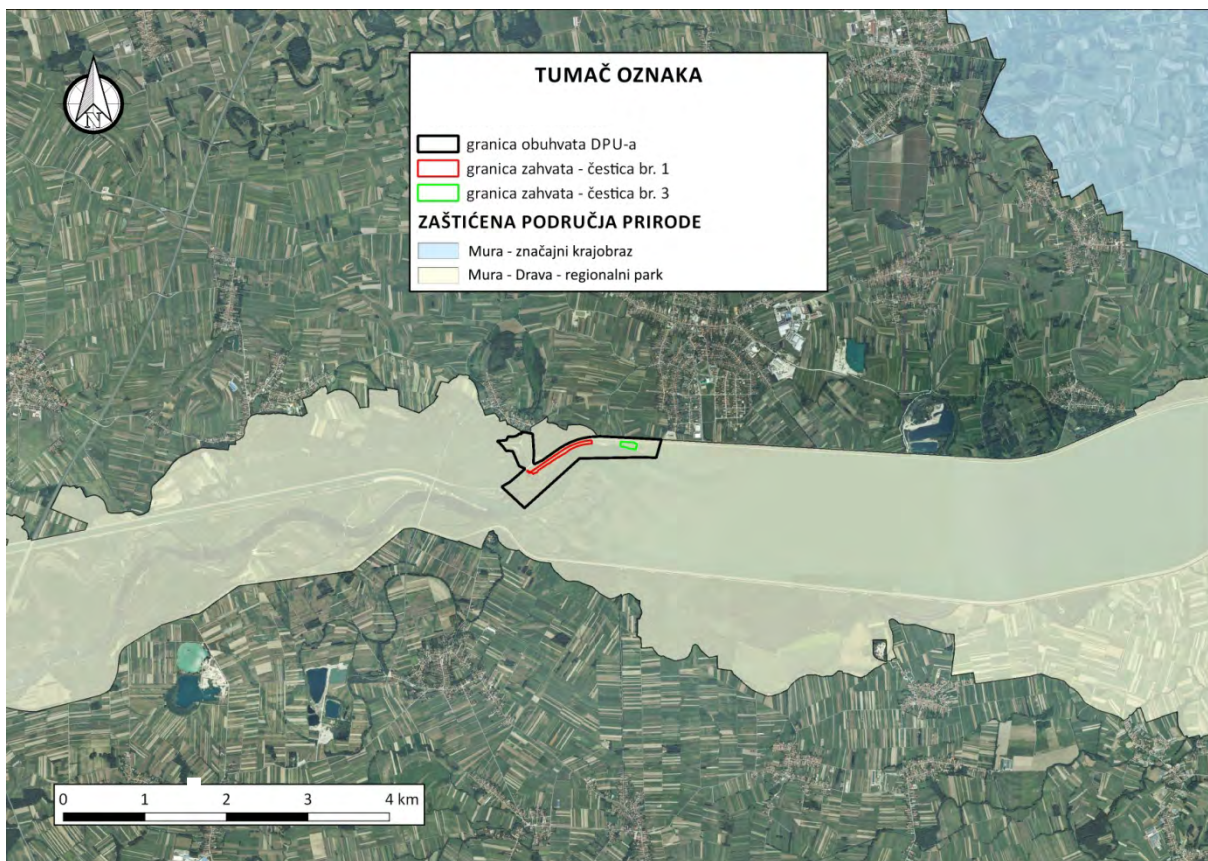 N
TUMAČ OZNAKA
granica obuhvata DPU-a
granica zahvata - čestica br. 1
granica zahvata - čestica br. 3
ZAŠTIĆENA PODRUČJA PRIRODE
Mura - značajni krajobraz
Mura - Drava - regionalni park
0 1 2 3 4 km